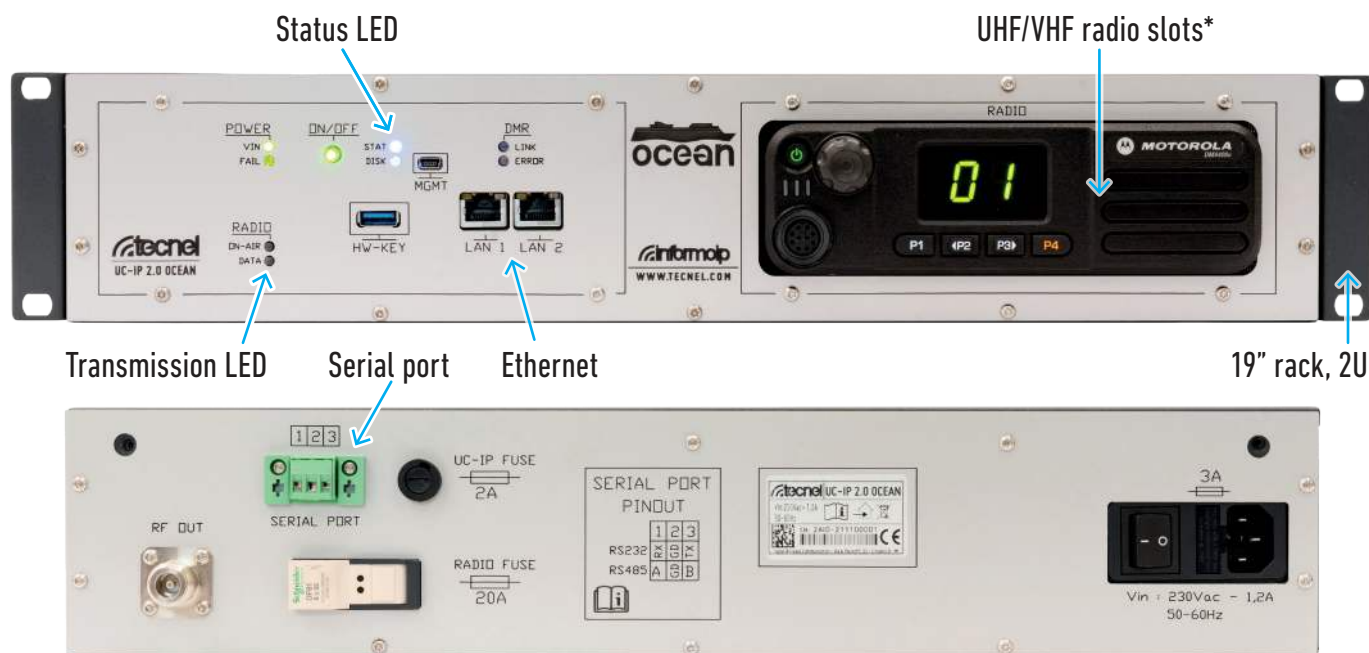 Status LED
UHF/VHF radio slots*
RADIO
POWER
VIN
FAIL
ON/OFF
STAT
DISK
MGMT
DMR
LINK
ERROR
ocean
MOTOROLA
01
RADIO
ON-AIR
DATA
HW-KEY
LAN 1 LAN 2
P1 P2 P3 P4
tecnel
UC-IP 2.0 OCEAN
informoip
WWW.TECNEL.COM
Transmission LED
Serial port
Ethernet
19” rack, 2U
1 2 3
SERIAL PORT
RF OUT
UC-IP FUSE
2A
Schneider
RADIO FUSE
20A
SERIAL PORT
PINOUT
1 2 3
RS232 RX GD TX
RS485 A GD B
tecnel UC-IP 2.0 OCEAN
50-60Hz
CE
3A
Vin : 230Vac - 1,2A
50-60Hz